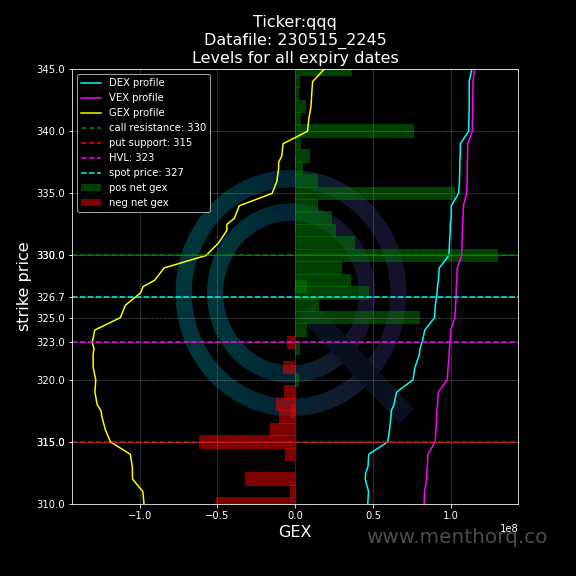 Ticker:qqq
Datafile: 230515_2245
Levels for all expiry dates
DEX profile
VEX profile
GEX profile
call resistance: 330
put support: 315
HVL: 323
spot price: 327
pos net gex
neg net gex
345.0
340.0
335.0
330.0
326.7
325.0
323.0
320.0
315.0
310.0
strike price
−1.0
−0.5
0.0
0.5
1.0
1e8
GEX
www.menthorq.co